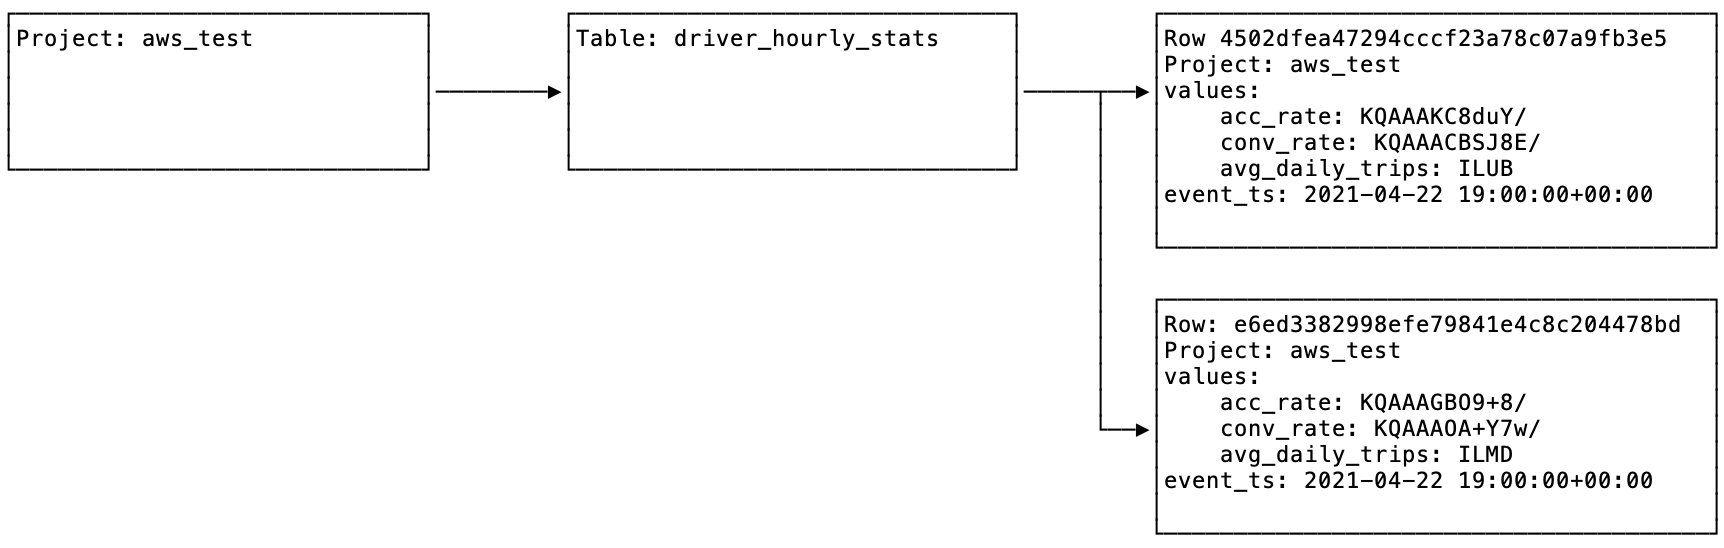 Project: aws_test
Table: driver_hourly_stats
Row 4502dfea47294cccf23a78c07a9fb3e5
Project: aws_test
values:
    acc_rate: KQAAAKC8duY/
    conv_rate: KQAAACBSJ8E/
    avg_daily_trips: ILUB
event_ts: 2021-04-22 19:00:00+00:00
Row: e6ed3382998efe79841e4c8c204478bd
Project: aws_test
values:
    acc_rate: KQAAAGBO9+8/
    conv_rate: KQAAAOA+Y7w/
    avg_daily_trips: ILMD
event_ts: 2021-04-22 19:00:00+00:00